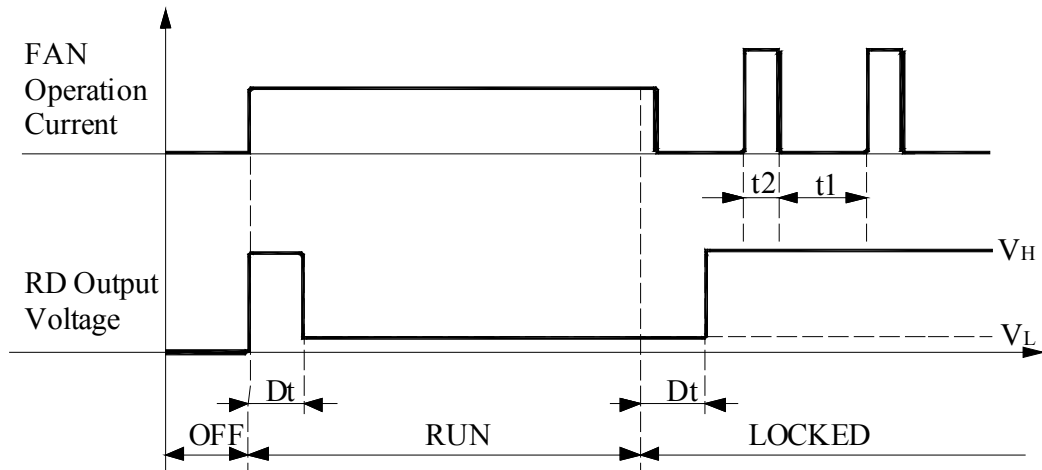 FAN
Operation
Current
t2
t1
VH
RD Output
Voltage
VL
Dt
Dt
OFF
RUN
LOCKED